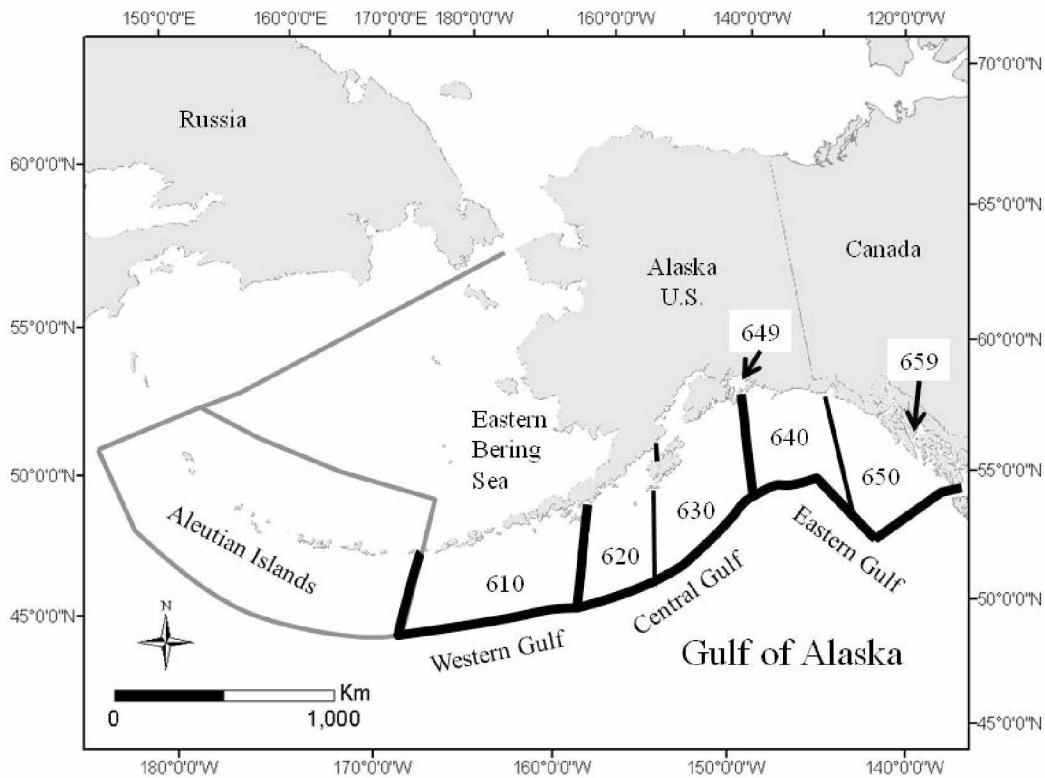 150°0'0"E 160°0'0"E 170°0'0"E 180°0'0"W 160°0'0"W 140°0'0"W 120°0'0"W
70°0'0"N
Russia
60°0'0"N
65°0'0"N
Canada
Alaska
U.S.
55°0'0"N
649
60°0'0"N
659
Eastern
Bering
Sea
640
650
50°0'0"N
55°0'0"N
630
Aleutian Islands
620
610
Eastern Gulf
Central Gulf
Western Gulf
45°0'0"N
50°0'0"N
N
Gulf of Alaska
Km
0 1,000
45°0'0"N
180°0'0"W 170°0'0"W 160°0'0"W 150°0'0"W 140°0'0"W